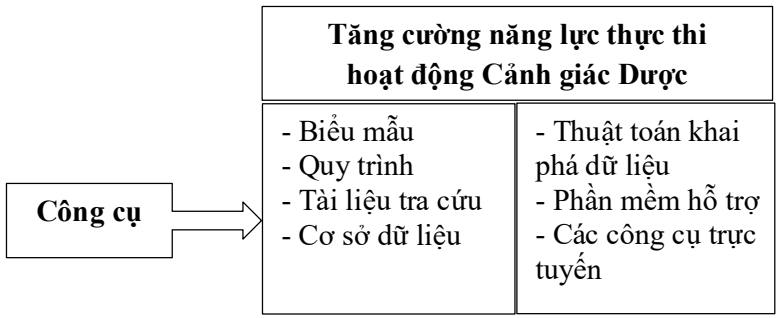 Tăng cường năng lực thực thi
hoạt động Cảnh giác Dược
Công cụ
- Biểu mẫu
- Quy trình
- Tài liệu tra cứu
- Cơ sở dữ liệu
- Thuật toán khai
phá dữ liệu
- Phần mềm hỗ trợ
- Các công cụ trực
tuyến